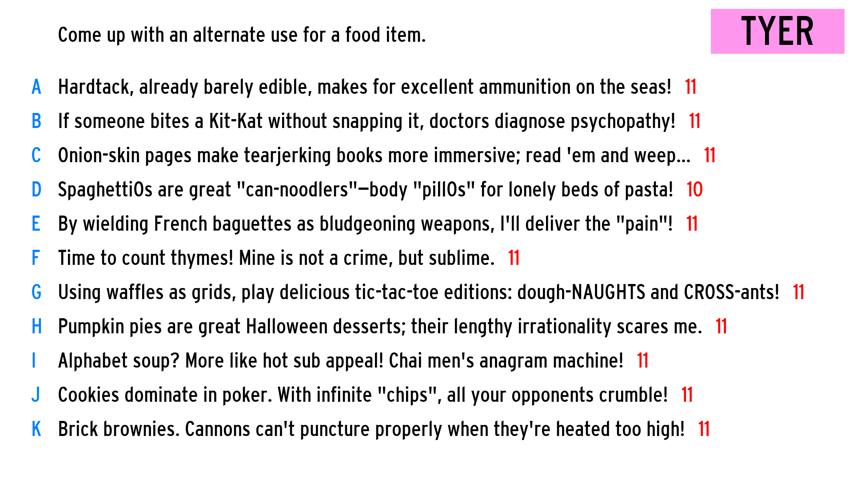 Come up with an alternate use for a food item.
TYER
A Hardtack, already barely edible, makes for excellent ammunition on the seas! 11
B If someone bites a Kit-Kat without snapping it, doctors diagnose psychopathy! 11
C Onion-skin pages make tearjerking books more immersive; read 'em and weep... 11
D SpaghettiOs are great "can-noodlers"—body "pillOs" for lonely beds of pasta! 10
E By wielding French baguettes as bludgeoning weapons, I'll deliver the "pain"! 11
F Time to count thymes! Mine is not a crime, but sublime. 11
G Using waffles as grids, play delicious tic-tac-toe editions: dough-NAUGHTS and CROSS-ants! 11
H Pumpkin pies are great Halloween desserts; their lengthy irrationality scares me. 11
I Alphabet soup? More like hot sub appeal! Chai men's anagram machine! 11
J Cookies dominate in poker. With infinite "chips", all your opponents crumble! 11
K Brick brownies. Cannons can't puncture properly when they're heated too high! 11